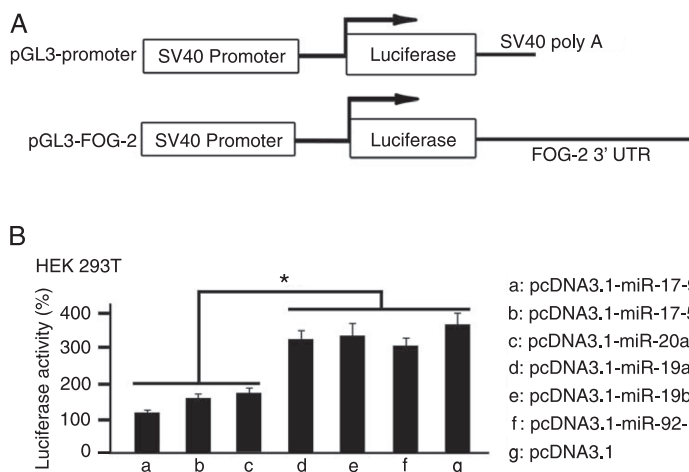 A
pGL3-promoter
SV40 Promoter
Luciferase
SV40 poly A
pGL3-FOG-2
SV40 Promoter
Luciferase
FOG-2 3' UTR
B
HEK 293T
*
Luciferase activity (%)
400
300
200
100
0
a b c d e f g
a: pcDNA3.1-miR-17-
b: pcDNA3.1-miR-17-
c: pcDNA3.1-miR-20a
d: pcDNA3.1-miR-19a
e: pcDNA3.1-miR-19b
f: pcDNA3.1-miR-92-
g: pcDNA3.1